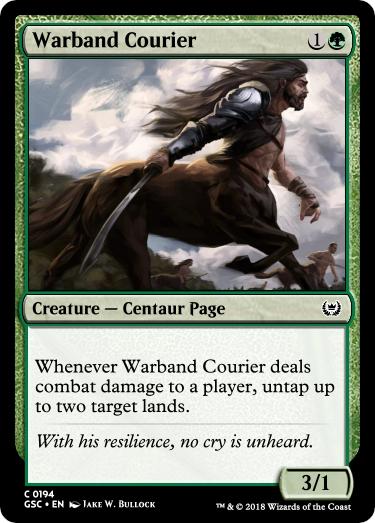 Warband Courier 1
Creature — Centaur Page
Whenever Warband Courier deals
combat damage to a player, untap up
to two target lands.
With his resilience, no cry is unheard.
3/1
C 0194
GSC • EN Jake W. Bullock
™ & © 2018 Wizards of the Coast